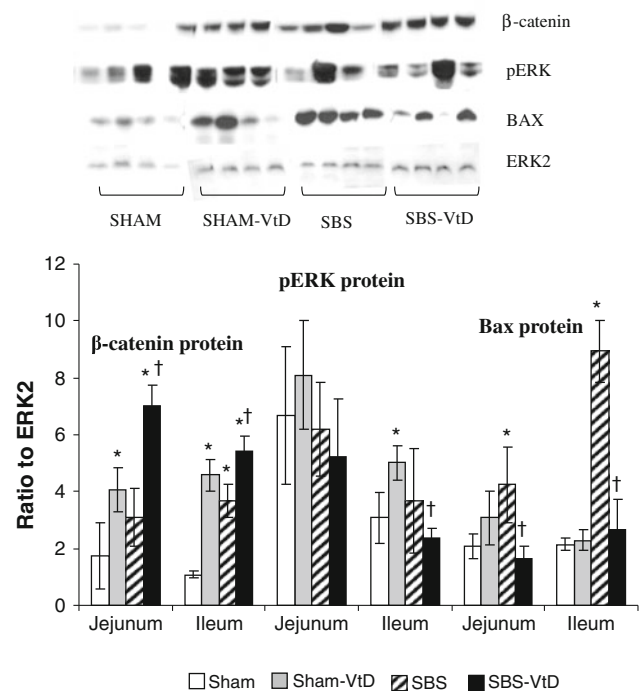 β-catenin
pERK
BAX
ERK2
SHAM SHAM-VtD SBS SBS-VtD
pERK protein
β-catenin protein
Bax protein
Ratio to ERK2
12
10
8
6
4
2
0
* * *† * * *† * † * † * †
Jejunum Ileum Jejunum Ileum Jejunum Ileum
Sham Sham-VtD SBS SBS-VtD